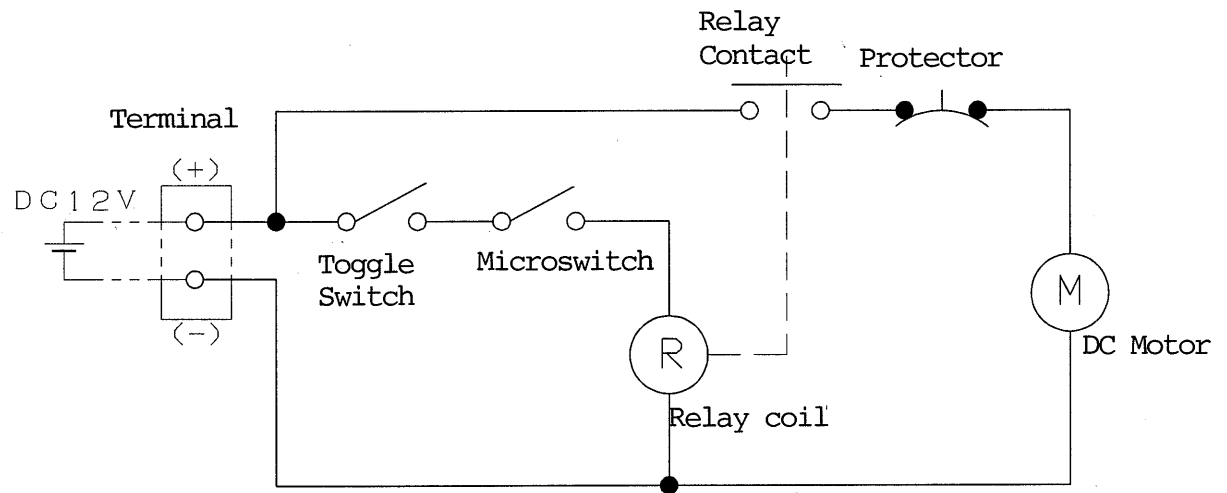 Relay
Contact
Protector
Terminal
(+)
DC12V
Toggle
Switch
Microswitch
(-)
R
M
DC Motor
Relay coil